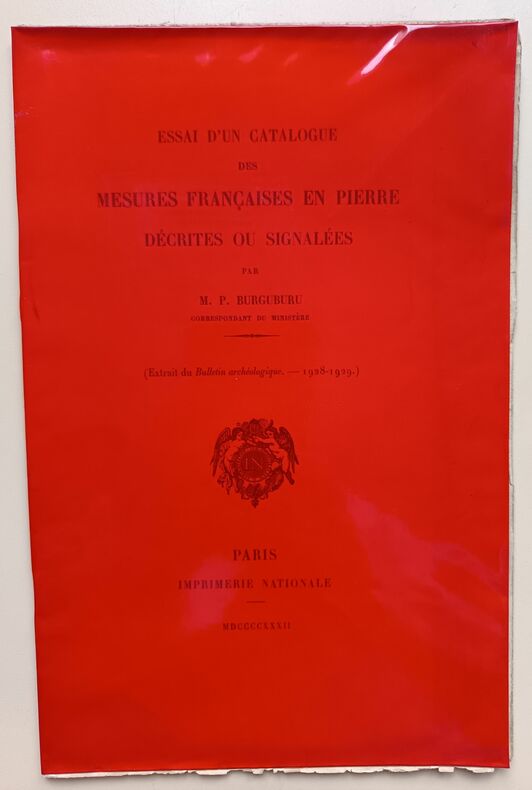 ESSAI D'UN CATALOGUE
DES
MESURES FRANÇAISES EN PIERRE
DÉCRITES OU SIGNALÉES
PAR
M. P. BURGUBURU
CORRESPONDANT DU MINISTÈRE
(Extrait du Bulletin archéologique. — 1928-1929.)
IN
PARIS
IMPRIMERIE NATIONALE
MDCCCCXXXII